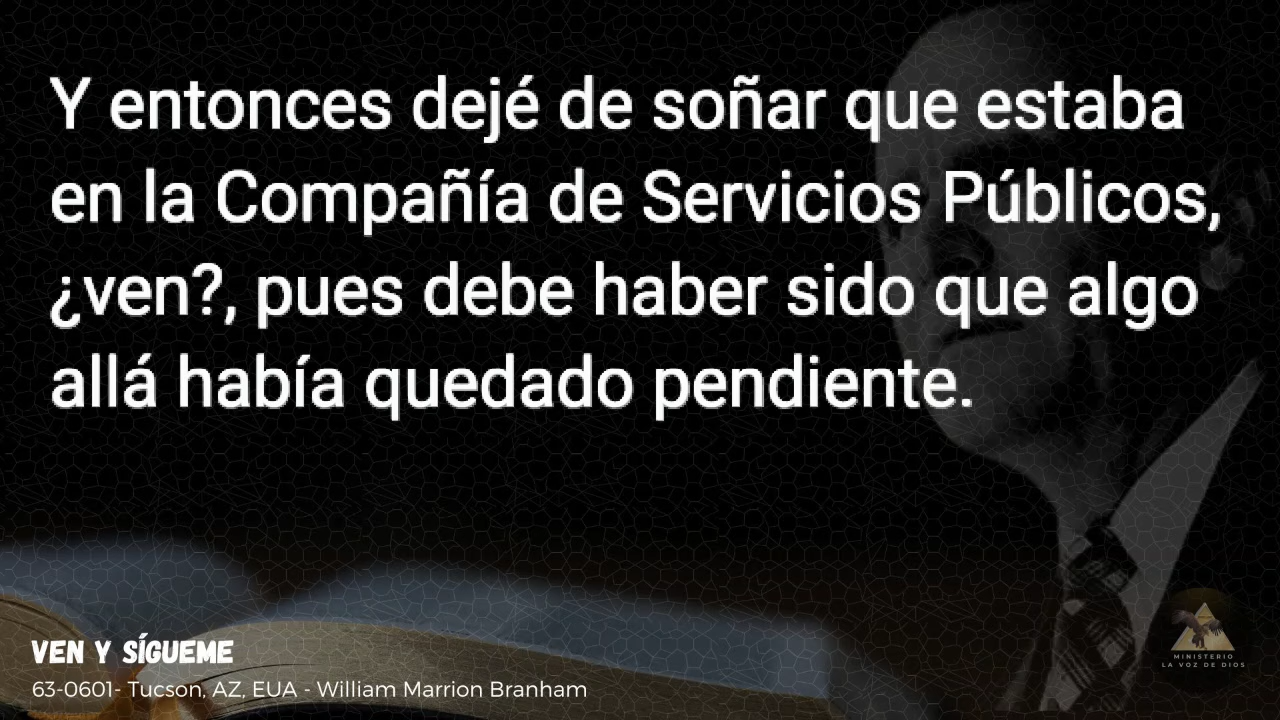 Y entonces dejé de soñar que estaba
en la Compañía de Servicios Públicos,
¿ven?, pues debe haber sido que algo
allá había quedado pendiente.
VEN Y SÍGUEME
63-0601- Tucson, AZ, EUA - William Marrion Branham
MINISTERIO
LA VOZ DE DIOS